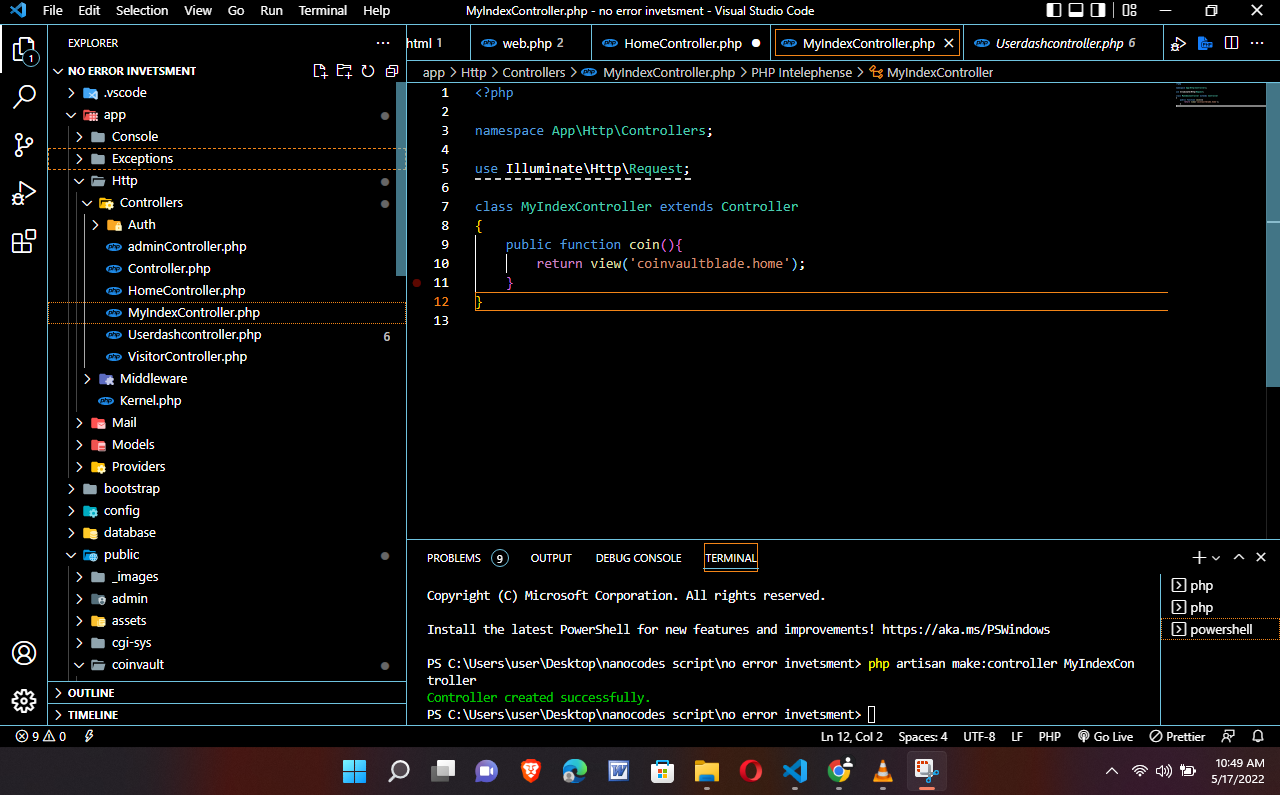 File Edit Selection View Go Run Terminal Help
MyIndexController.php - no error invetsment - Visual Studio Code
EXPLORER
NO ERROR INVETSMENT
.vscode
app
Console
Exceptions
Http
Controllers
Auth
adminController.php
Controller.php
HomeController.php
MyIndexController.php
Userdashcontroller.php 6
VisitorController.php
Middleware
Kernel.php
Mail
Models
Providers
bootstrap
config
database
public
_images
admin
assets
cgi-sys
coinvault
OUTLINE
TIMELINE
html 1
web.php 2
HomeController.php
MyIndexController.php
Userdashcontroller.php 6
app > Http > Controllers > MyIndexController.php > PHP Intelephense > MyIndexController
1 <?php
2
3 namespace App\Http\Controllers;
4
5 use Illuminate\Http\Request;
6
7 class MyIndexController extends Controller
8 {
9 public function coin(){
10 return view('coinvaultblade.home');
11 }
12 }
13
PROBLEMS 9 OUTPUT DEBUG CONSOLE TERMINAL
Copyright (C) Microsoft Corporation. All rights reserved.
Install the latest PowerShell for new features and improvements! https://aka.ms/PSWindows
PS C:\Users\user\Desktop\nanocodes script\no error invetsment> php artisan make:controller MyIndexCon
troller
Controller created successfully.
PS C:\Users\user\Desktop\nanocodes script\no error invetsment>
php
php
powershell
9 0
Ln 12, Col 2 Spaces: 4 UTF-8 LF PHP Go Live Prettier
10:49 AM
5/17/2022